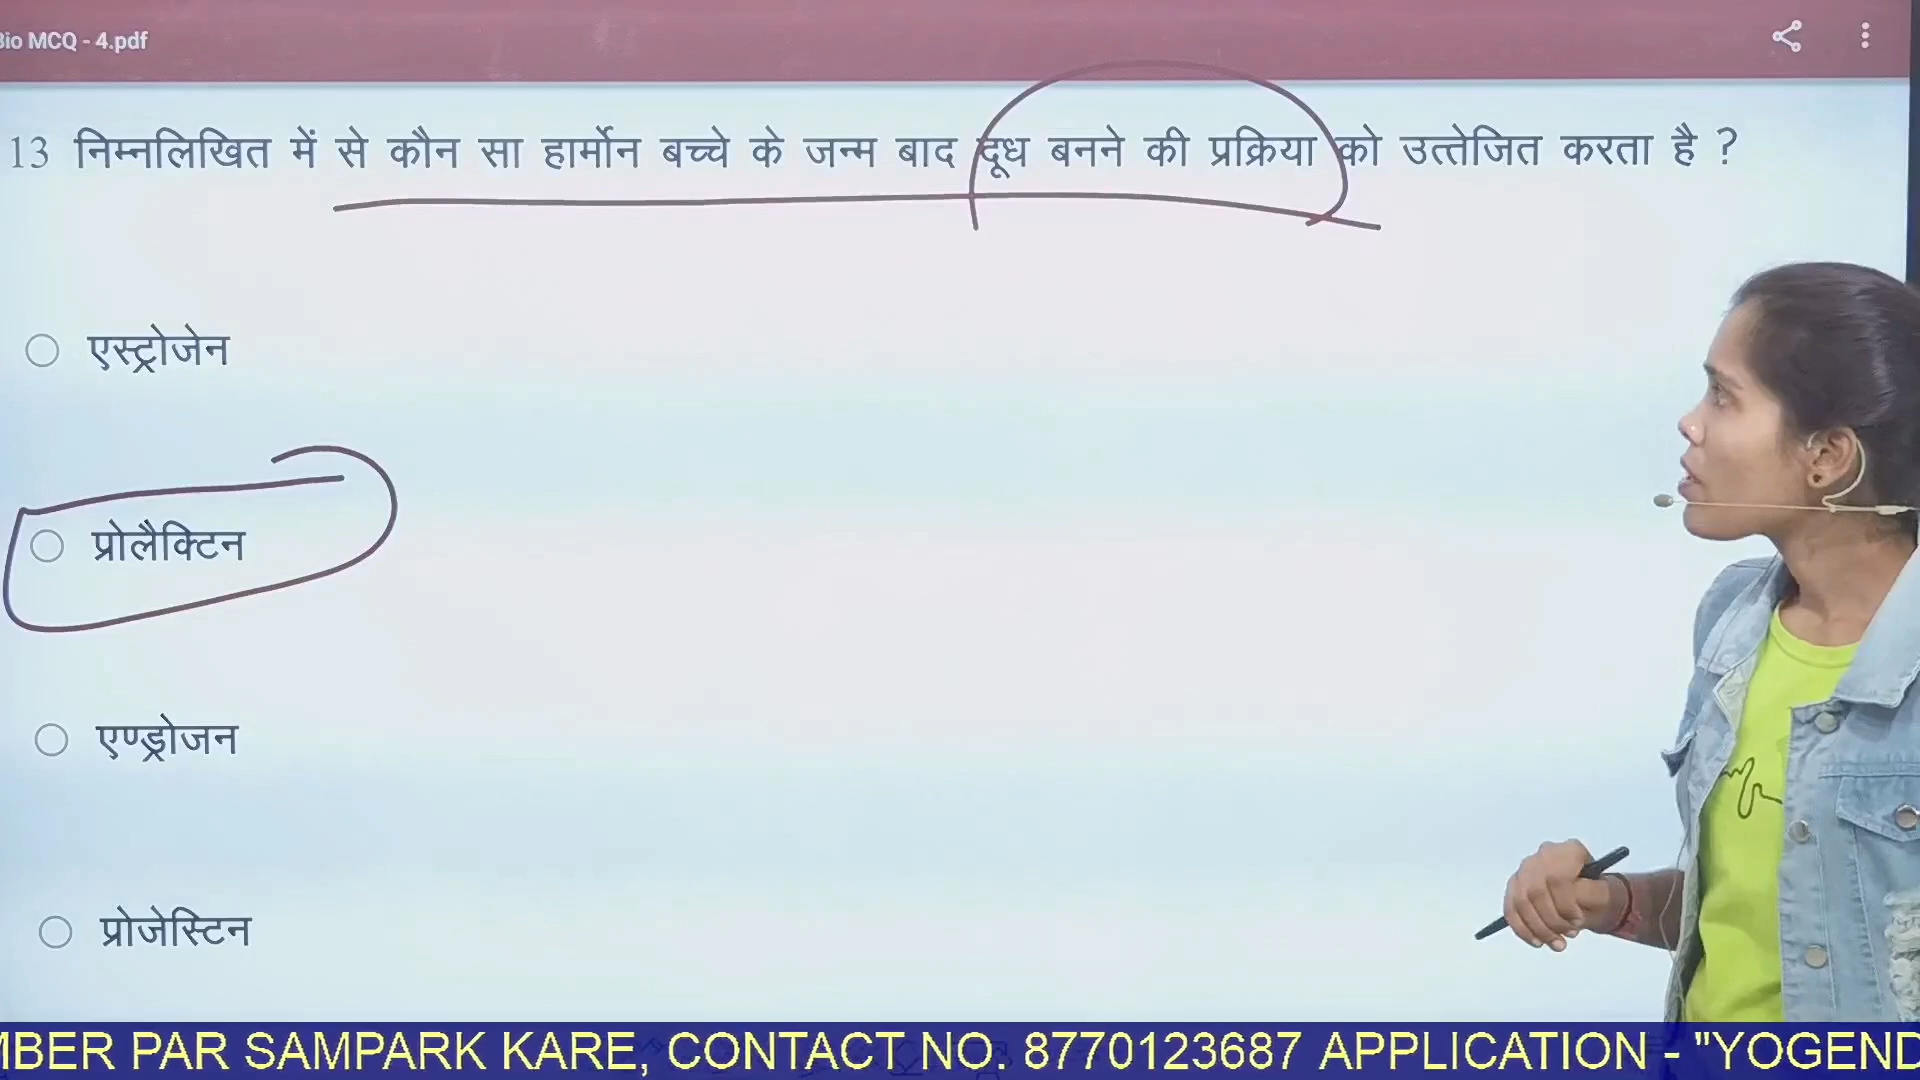 Bio MCQ - 4.pdf
13 निम्नलिखित में से कौन सा हार्मोन बच्चे के जन्म बाद दूध बनने की प्रक्रिया को उत्तेजित करता है ?
एस्ट्रोजेन
प्रोलैक्टिन
एण्ड्रोजन
प्रोजेस्टिन
MBER PAR SAMPARK KARE, CONTACT NO. 8770123687 APPLICATION - "YOGEND